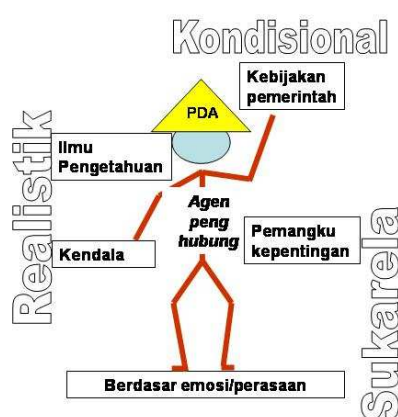 Kondisional
Kebijakan
pemerintah
PDA
Ilmu
Pengetahuan
Realistik
Agen
peng
hubung
Pemangku
kepentingan
Kendala
Sukarela
Berdasar emosi/perasaan